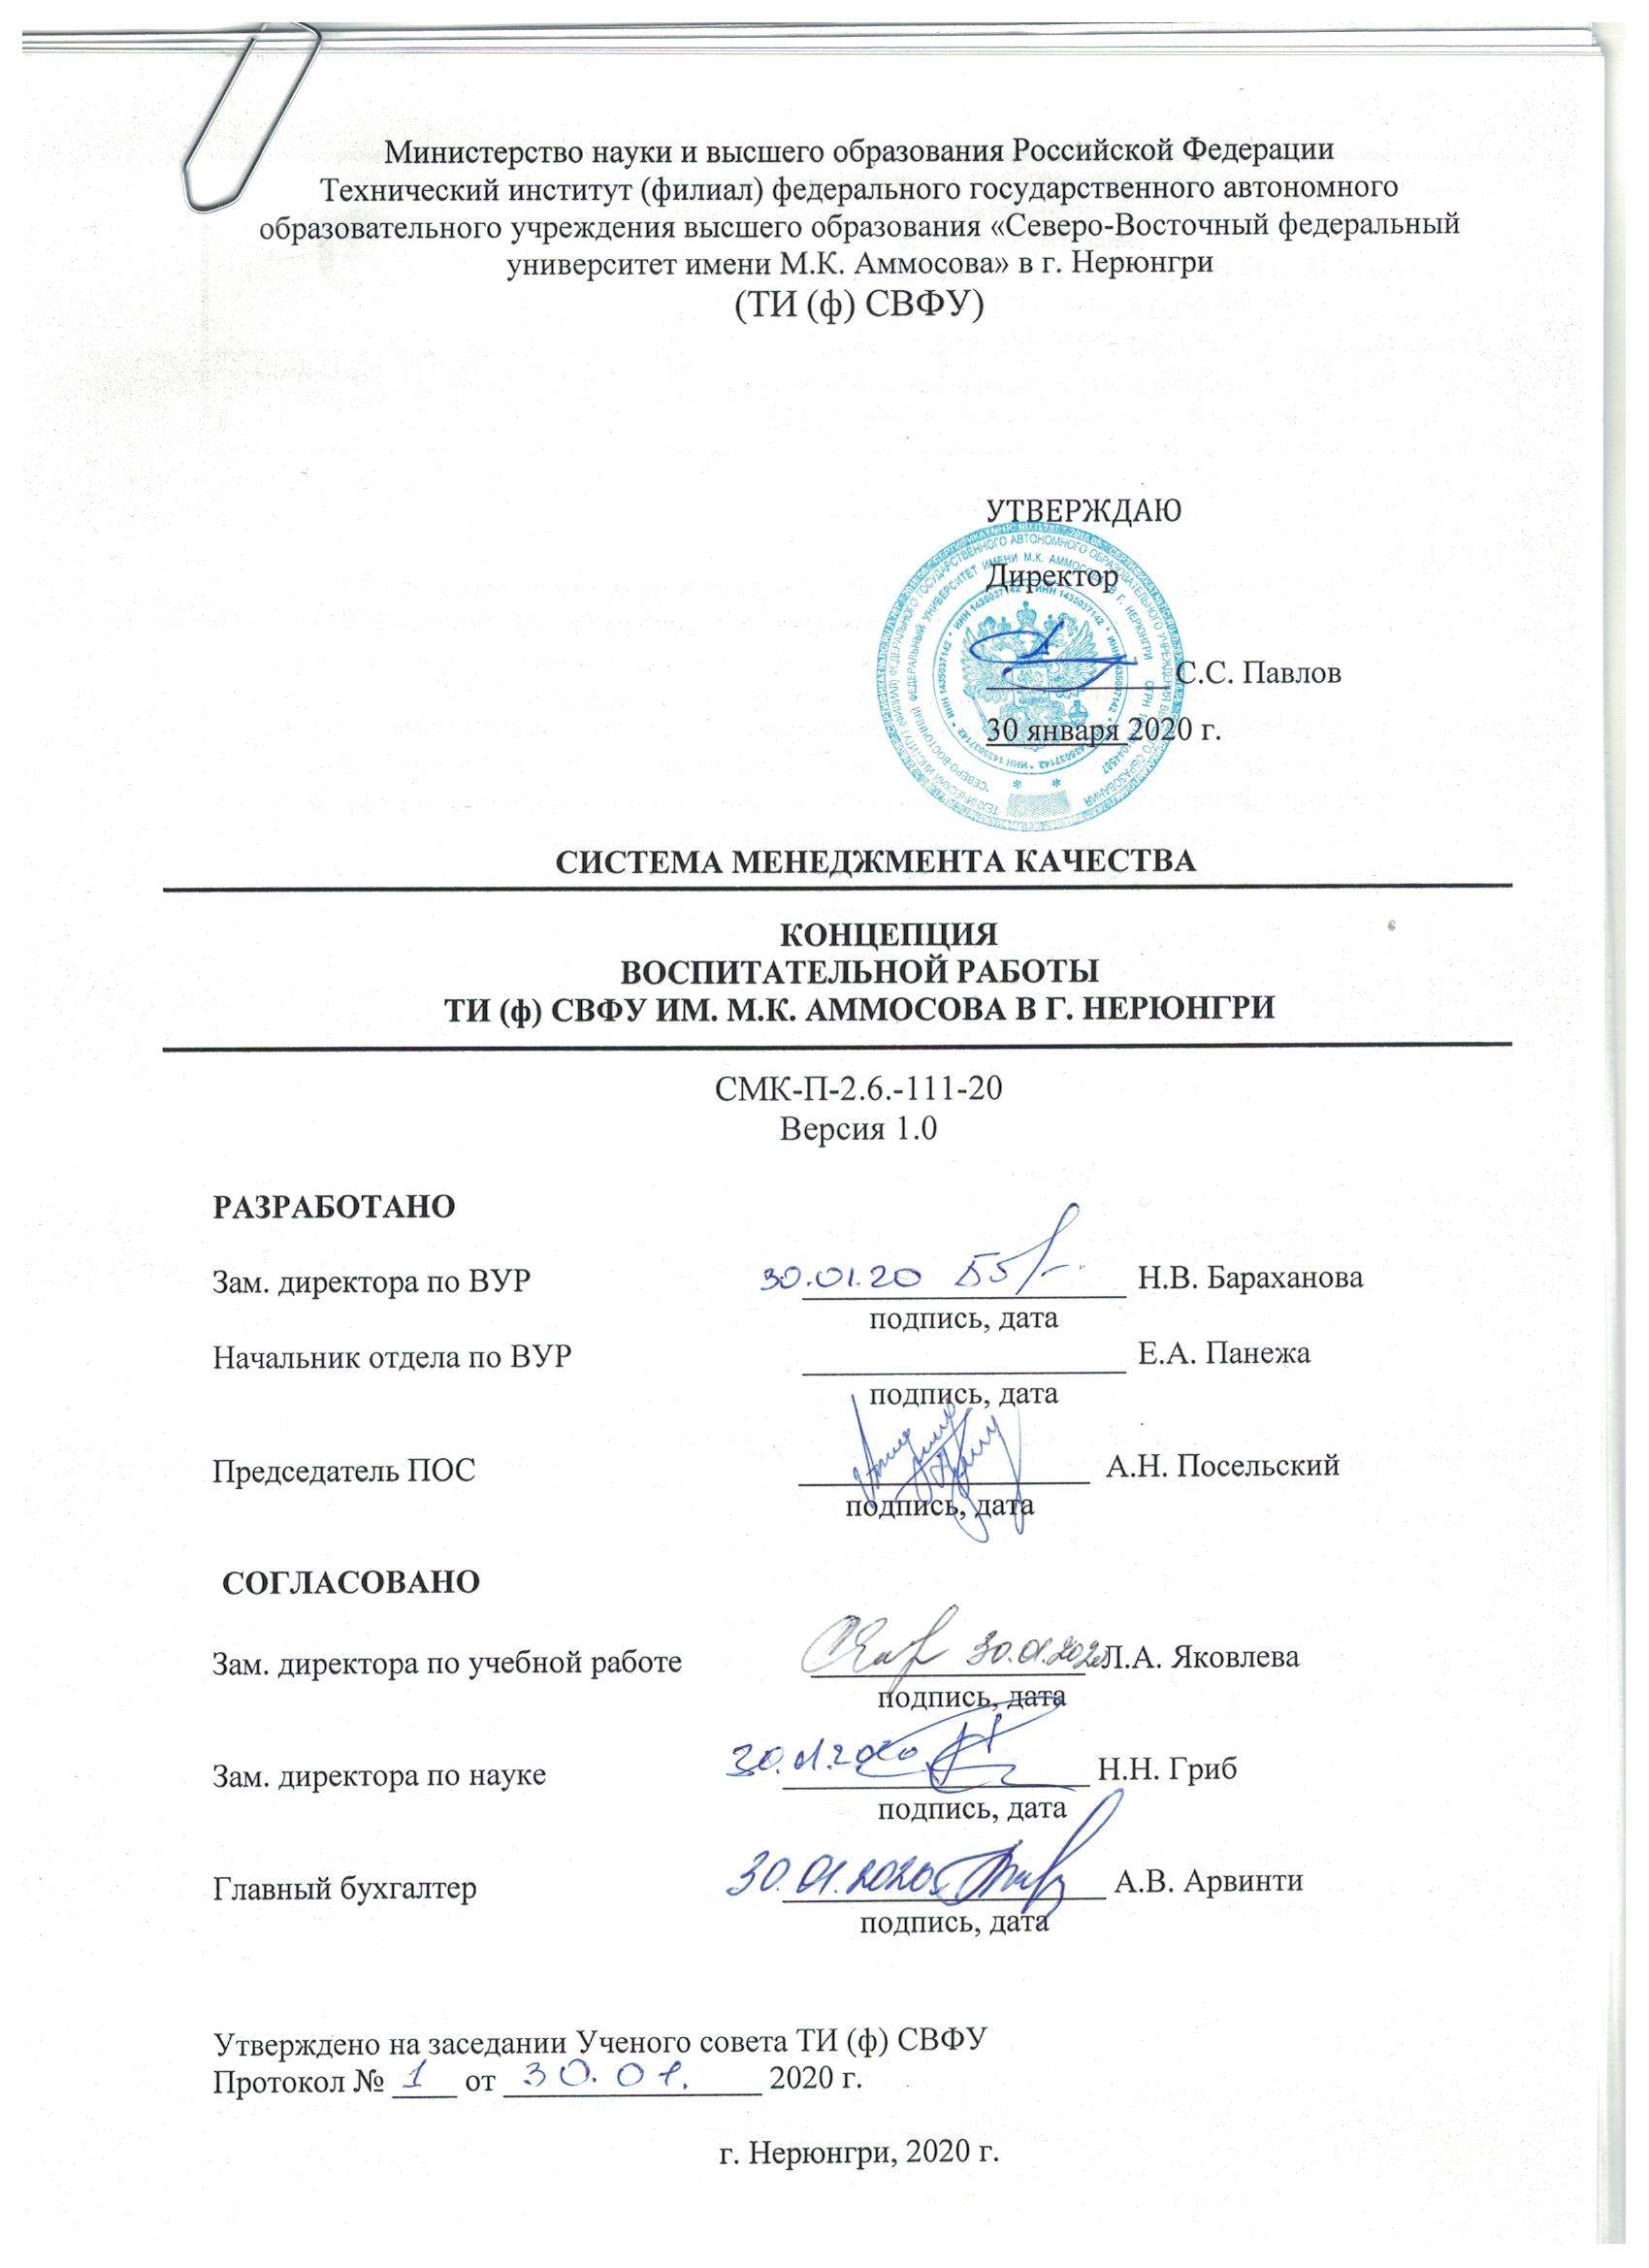 Министерство науки и высшего образования Российской Федерации
Технический институт (филиал) федерального государственного автономного
образовательного учреждения высшего образования «Северо-Восточный федеральный
университет имени М.К. Аммосова» в г. Нерюнгри
(ТИ (ф) СВФУ)
УТВЕРЖДАЮ
Директор
С.С. Павлов
30 января 2020 г.
СИСТЕМА МЕНЕДЖМЕНТА КАЧЕСТВА
КОНЦЕПЦИЯ
ВОСПИТАТЕЛЬНОЙ РАБОТЫ
ТИ (ф) СВФУ ИМ. М.К. АММОСОВА В Г. НЕРЮНГРИ
СМК-П-2.6.-111-20
Версия 1.0
РАЗРАБОТАНО
Зам. директора по ВУР 30.01.20 Н.В. Бараханова
подпись, дата
Начальник отдела по ВУР Е.А. Панежа
подпись, дата
Председатель ПОС А.Н. Посельский
подпись, дата
СОГЛАСОВАНО
Зам. директора по учебной работе 30.01.2020 Л.А. Яковлева
подпись, дата
Зам. директора по науке 30.01.2020 Н.Н. Гриб
подпись, дата
Главный бухгалтер 30.01.2020 А.В. Арвинти
подпись, дата
Утверждено на заседании Ученого совета ТИ (ф) СВФУ
Протокол № 1 от 30.01. 2020 г.
г. Нерюнгри, 2020 г.